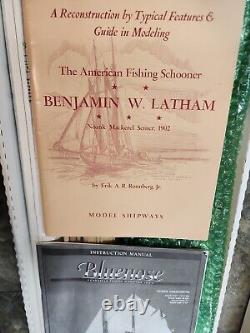 A Reconstruction by Typical Features &
Guide in Modeling
The American Fishing Schooner
BENJAMIN W. LATHAM
Noank Mackerel Seiner, 1902
by Erik A. R. Ronnberg, Jr.
MODEL SHIPWAYS
INSTRUCTION MANUAL
Bluenose